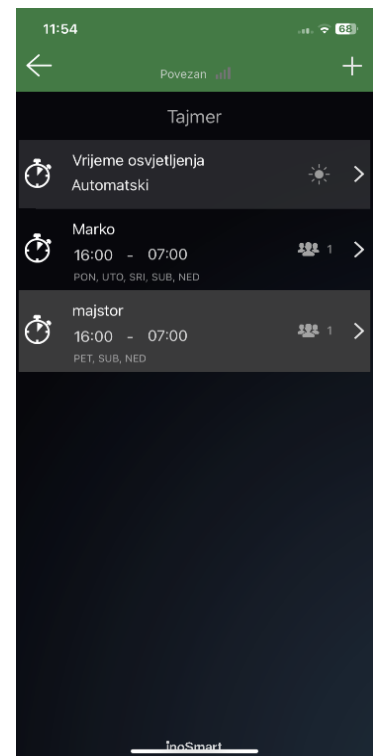 11:54
68
Povezan
Tajmer
Vrijeme osvjetljenja
Automatski
Marko
16:00 - 07:00
1
PON, UTO, SRI, SUB, NED
majstor
16:00 - 07:00
1
PET, SUB, NED
inoSmart